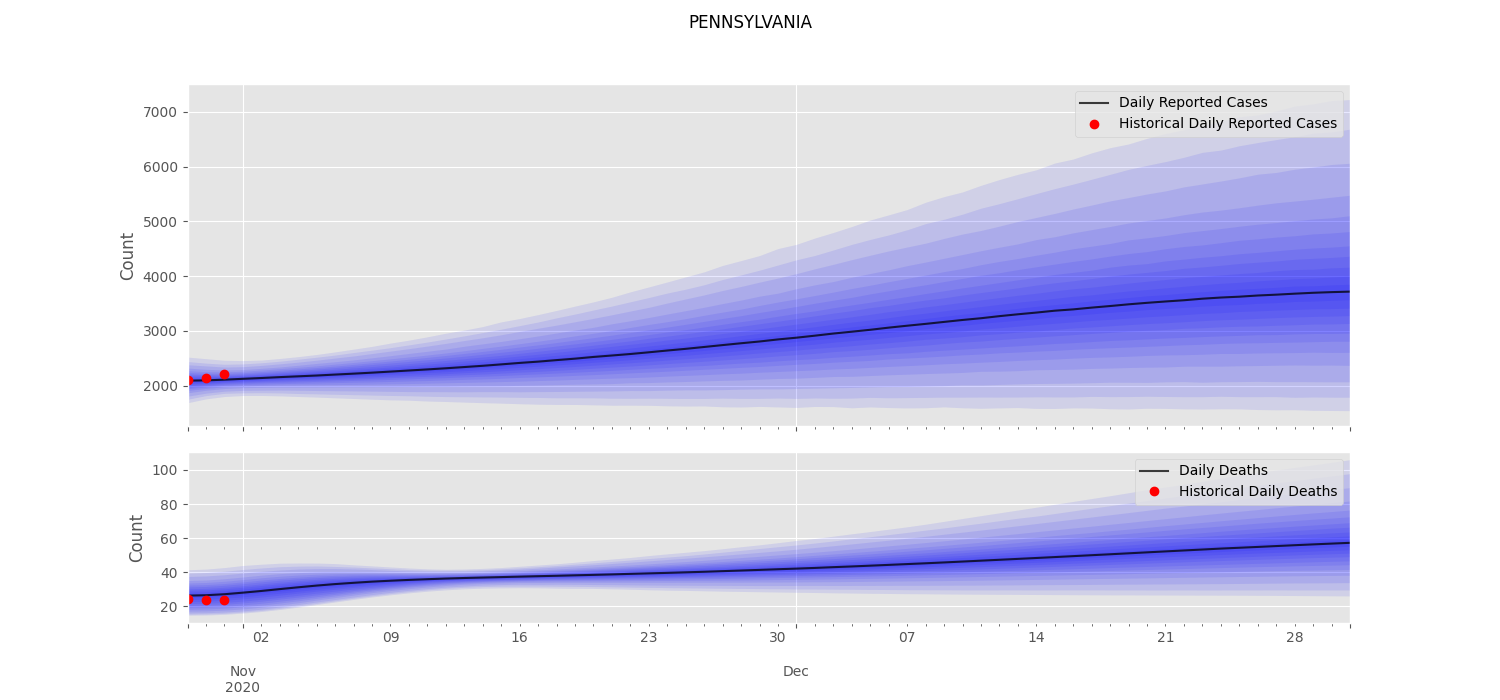 PENNSYLVANIA
Daily Reported Cases
Historical Daily Reported Cases
Count
7000
6000
5000
4000
3000
2000
Daily Deaths
Historical Daily Deaths
Count
100
80
60
40
20
02 09 16 23 30 07 14 21 28
Nov Dec
2020